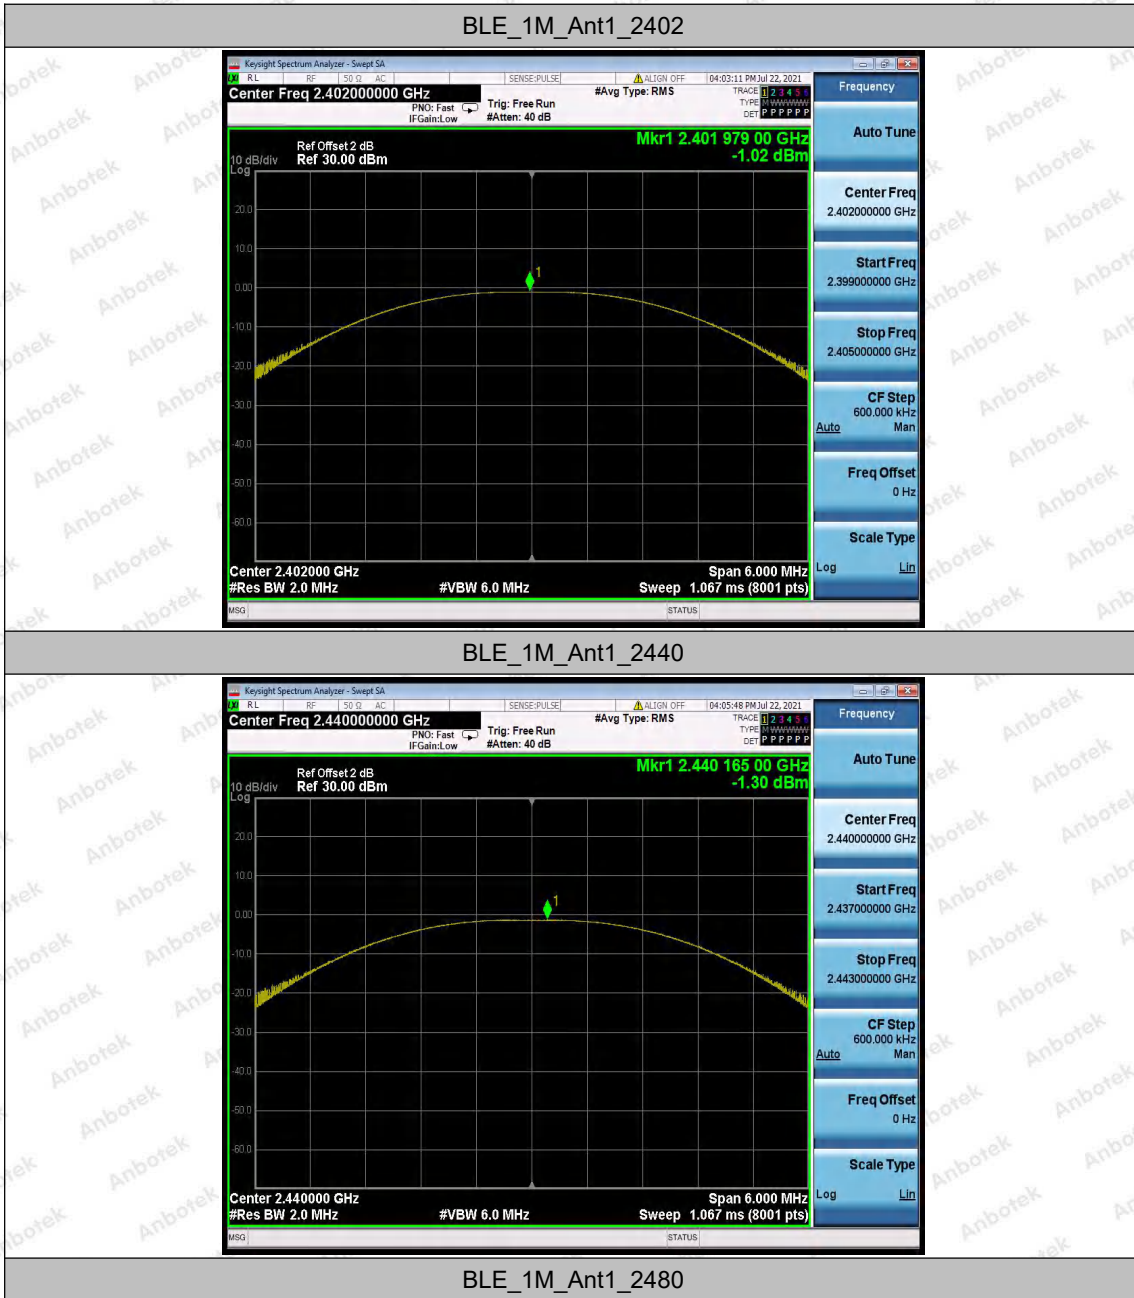 BLE_1M_Ant1_2402
Keysight Spectrum Analyzer - Swept SA
RL RF 50 Ω AC SENSE:PULSE ALIGN OFF 04:03:11 PM Jul 22, 2021
Center Freq 2.402000000 GHz #Avg Type: RMS TRACE 1 2 3 4 5 6
PNO: Fast Trig: Free Run TYPE M WWWWW
IFGain:Low #Atten: 40 dB DET P P P P P P
Frequency
Auto Tune
Mkr1 2.401 979 00 GHz
-1.02 dBm
Ref Offset 2 dB
10 dB/div Ref 30.00 dBm
Log
20.0
10.0
0.00
-10.0
-20.0
-30.0
-40.0
-50.0
-60.0
1
Center Freq
2.402000000 GHz
Start Freq
2.399000000 GHz
Stop Freq
2.405000000 GHz
CF Step
600.000 kHz
Auto Man
Freq Offset
0 Hz
Scale Type
Log Lin
Center 2.402000 GHz Span 6.000 MHz
#Res BW 2.0 MHz #VBW 6.0 MHz Sweep 1.067 ms (8001 pts)
MSG STATUS
BLE_1M_Ant1_2440
Keysight Spectrum Analyzer - Swept SA
RL RF 50 Ω AC SENSE:PULSE ALIGN OFF 04:05:48 PM Jul 22, 2021
Center Freq 2.440000000 GHz #Avg Type: RMS TRACE 1 2 3 4 5 6
PNO: Fast Trig: Free Run TYPE M WWWWW
IFGain:Low #Atten: 40 dB DET P P P P P P
Frequency
Auto Tune
Mkr1 2.440 165 00 GHz
-1.30 dBm
Ref Offset 2 dB
10 dB/div Ref 30.00 dBm
Log
20.0
10.0
0.00
-10.0
-20.0
-30.0
-40.0
-50.0
-60.0
1
Center Freq
2.440000000 GHz
Start Freq
2.437000000 GHz
Stop Freq
2.443000000 GHz
CF Step
600.000 kHz
Auto Man
Freq Offset
0 Hz
Scale Type
Log Lin
Center 2.440000 GHz Span 6.000 MHz
#Res BW 2.0 MHz #VBW 6.0 MHz Sweep 1.067 ms (8001 pts)
MSG STATUS
BLE_1M_Ant1_2480